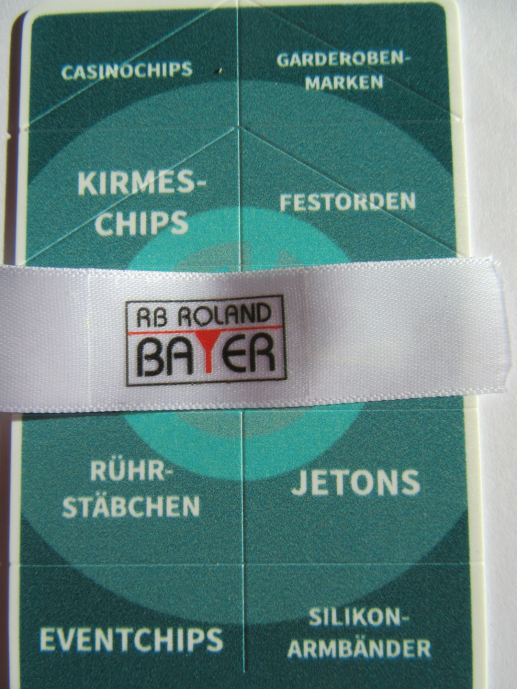 CASINOCHIPS
GARDEROBEN-
MARKEN
KIRMES-
CHIPS
FESTORDEN
RB ROLAND
BAYER
RÜHR-
STÄBCHEN
JETONS
EVENTCHIPS
SILIKON-
ARMBÄNDER